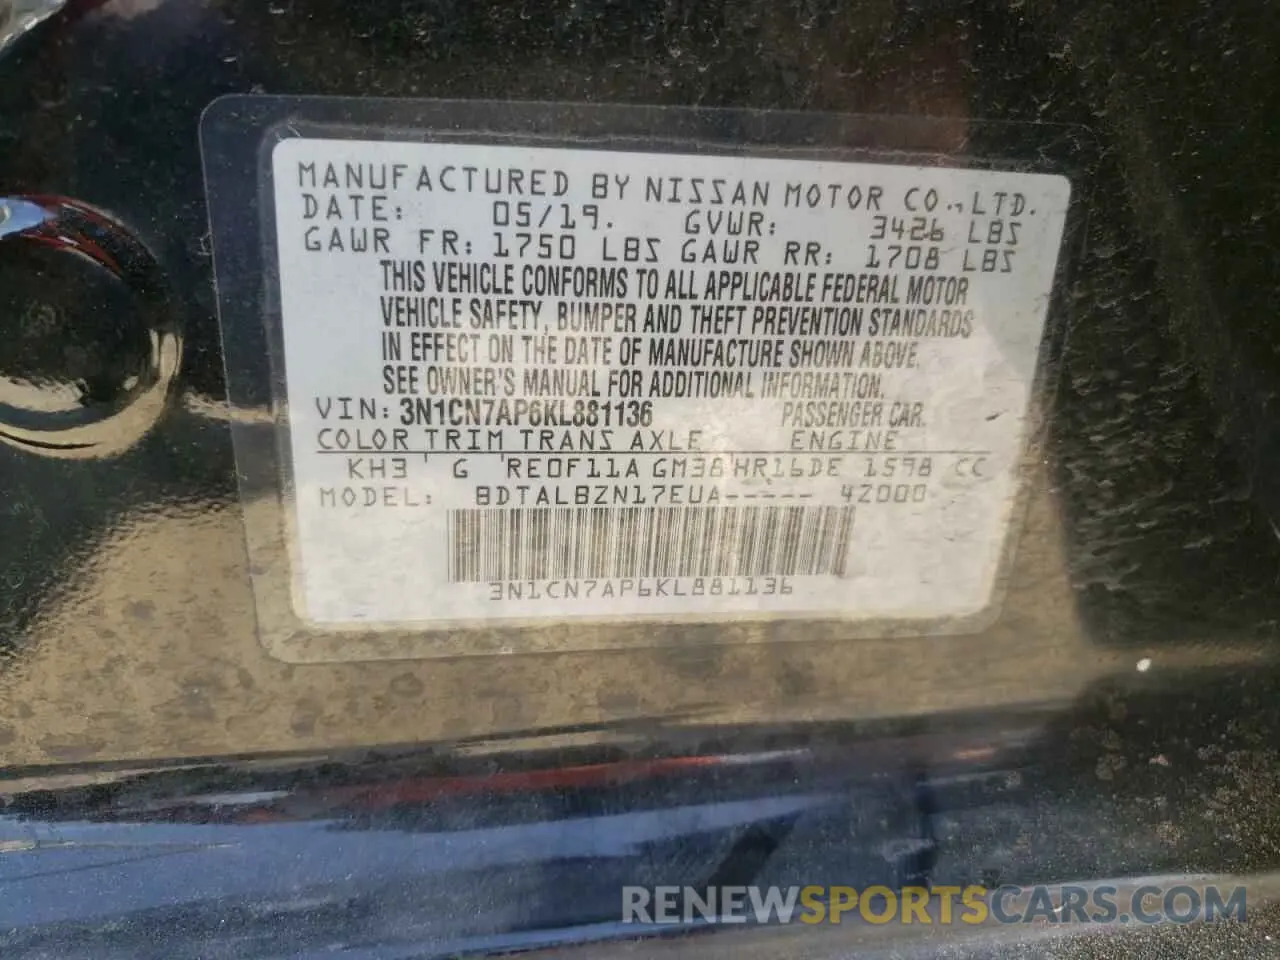 MANUFACTURED BY NISSAN MOTOR CO., LTD.
DATE: 05/19. GVWR: 3426 LBS
GAWR FR: 1750 LBS GAWR RR: 1708 LBS
THIS VEHICLE CONFORMS TO ALL APPLICABLE FEDERAL MOTOR
VEHICLE SAFETY, BUMPER AND THEFT PREVENTION STANDARDS
IN EFFECT ON THE DATE OF MANUFACTURE SHOWN ABOVE.
SEE OWNER'S MANUAL FOR ADDITIONAL INFORMATION.
VIN: 3N1CN7AP6KL881136 PASSENGER CAR.
COLOR TRIM TRANS AXLE ENGINE
KH3 G RE0F11A GM38 HR16DE 1598 CC
MODEL: BDTALBZN17EUA----- 4Z000
3N1CN7AP6KL881136
RENEWSPORTSCARS.COM